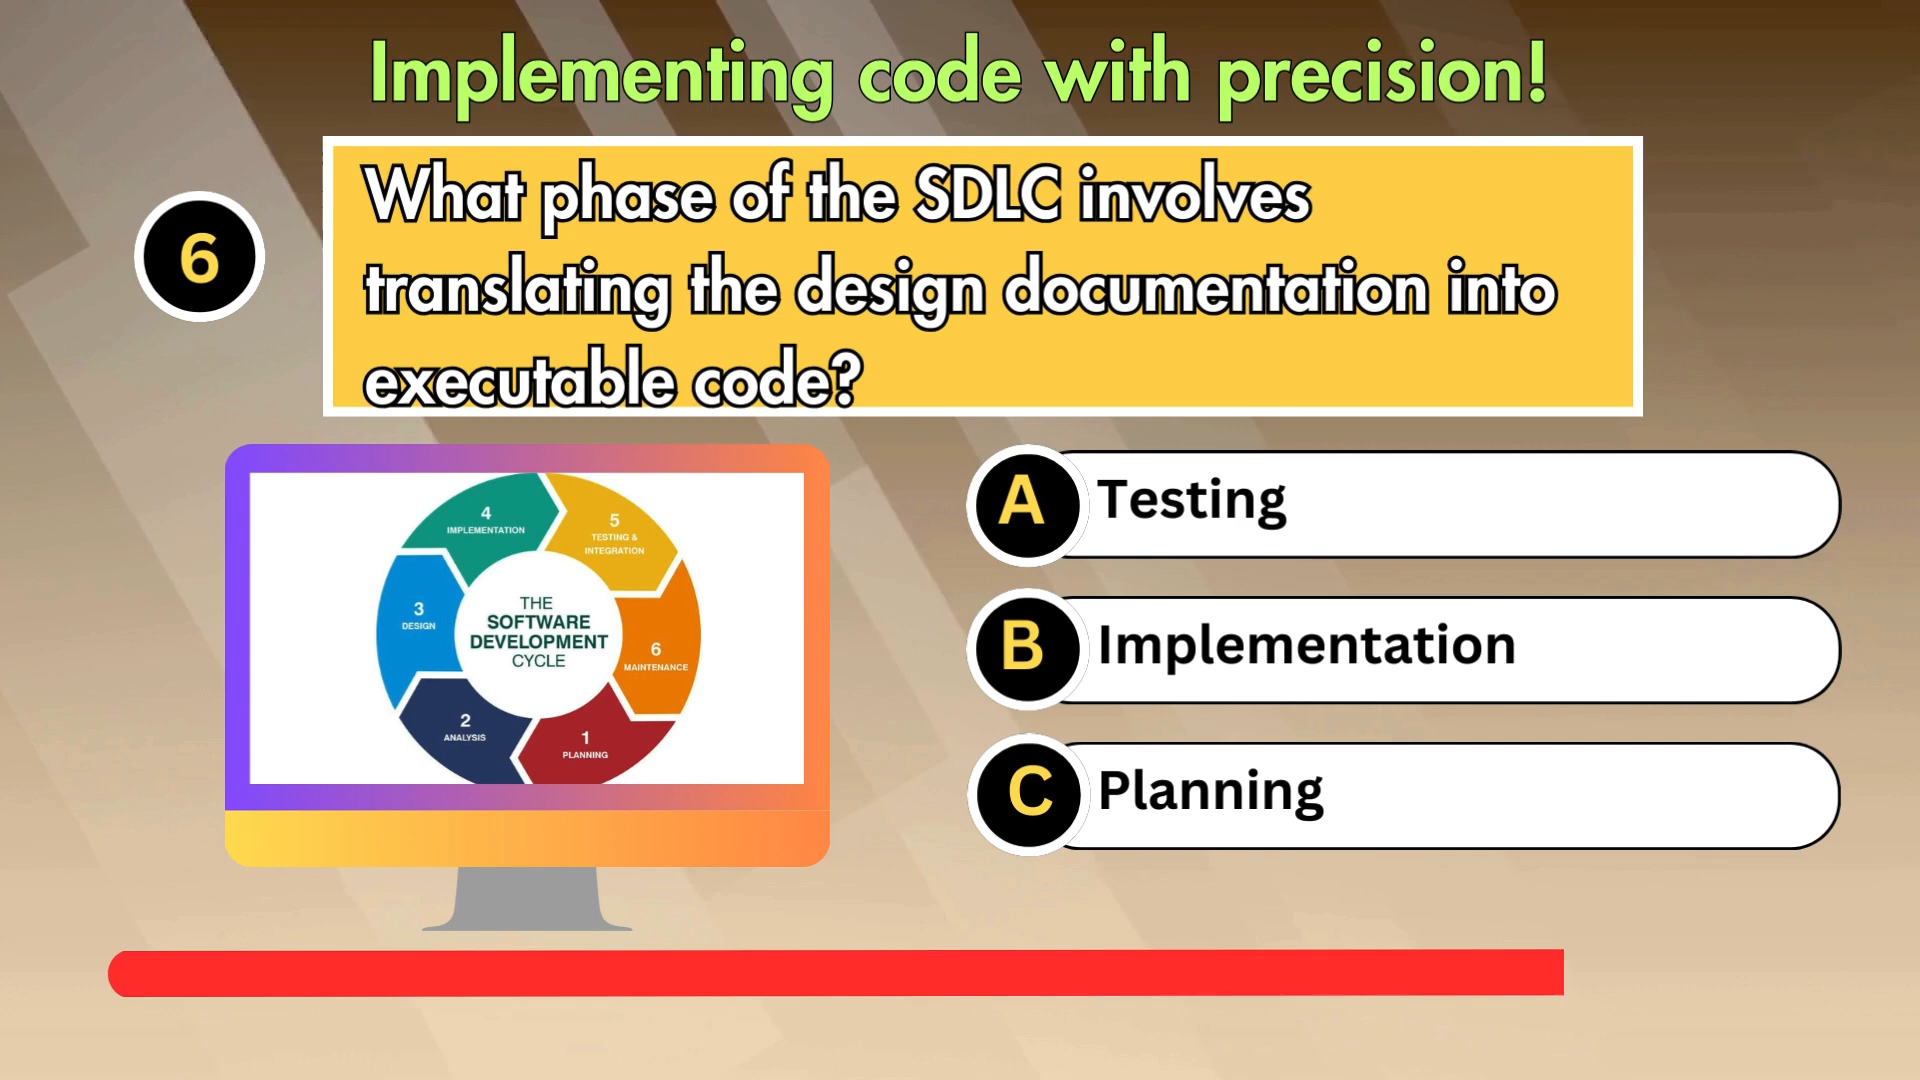 Implementing code with precision!
6
What phase of the SDLC involves
translating the design documentation into
executable code?
4
IMPLEMENTATION
5
TESTING &
INTEGRATION
3
DESIGN
THE
SOFTWARE
DEVELOPMENT
CYCLE
6
MAINTENANCE
2
ANALYSIS
1
PLANNING
A Testing
B Implementation
C Planning